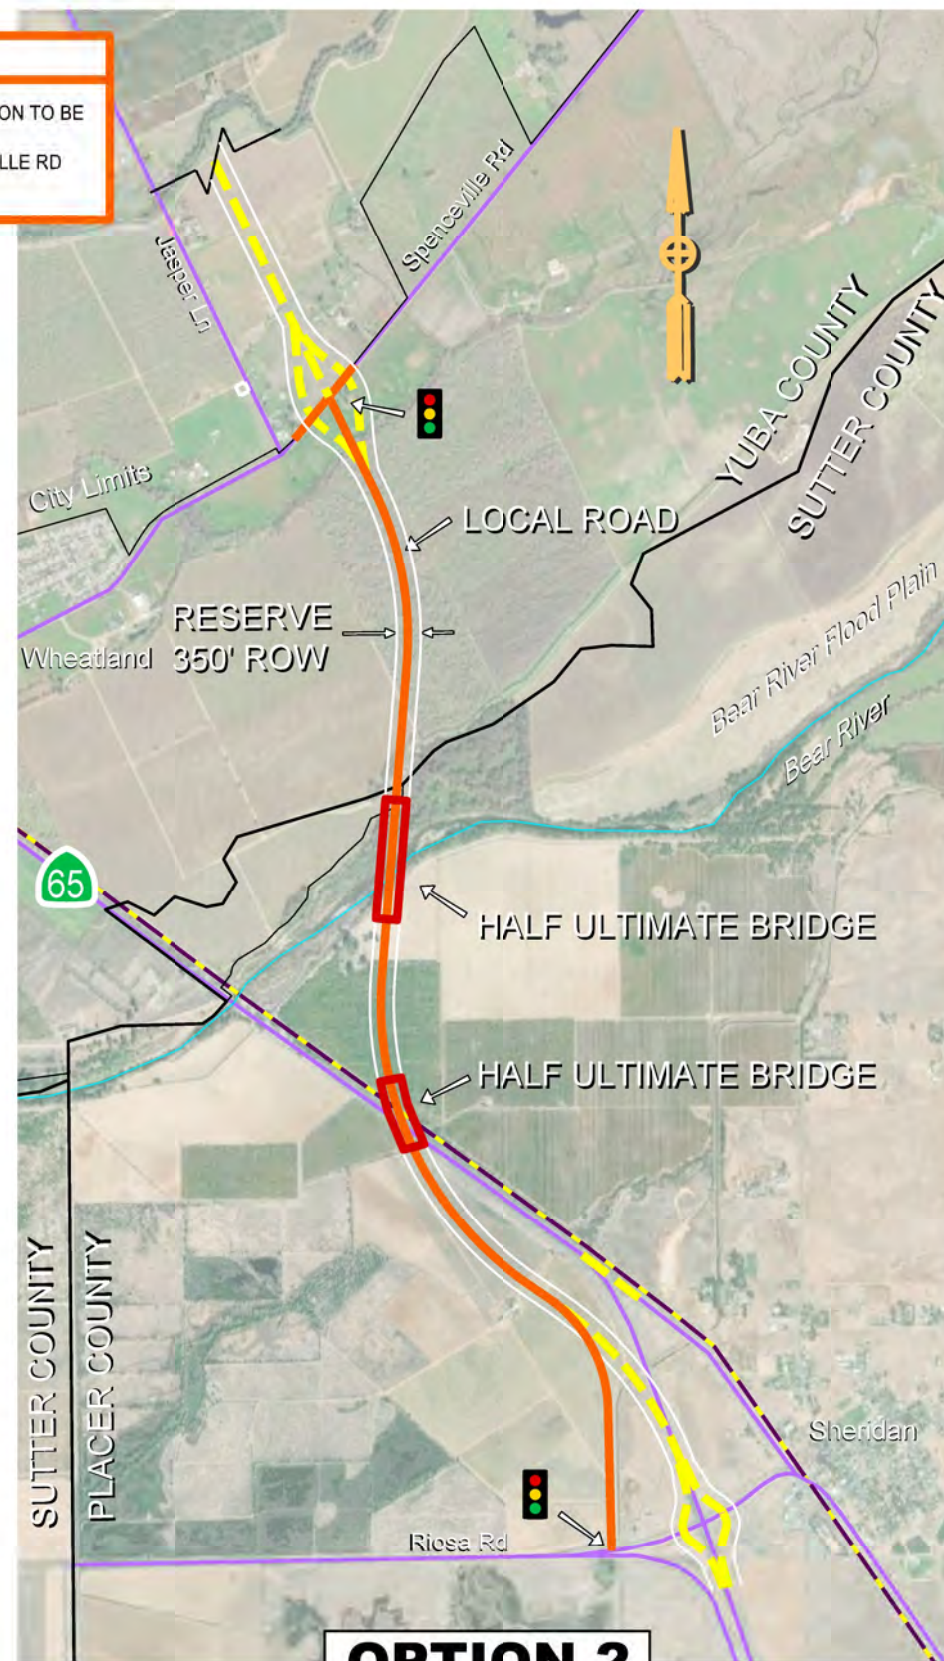 ON TO BE
LLE RD
Jasper Ln
Spenceville Rd
YUBA COUNTY
SUTTER COUNTY
City Limits
LOCAL ROAD
RESERVE
350' ROW
Wheatland
Bear River Flood Plain
Bear River
65
HALF ULTIMATE BRIDGE
HALF ULTIMATE BRIDGE
SUTTER COUNTY
PLACER COUNTY
Sheridan
Riosa Rd
OPTION 2